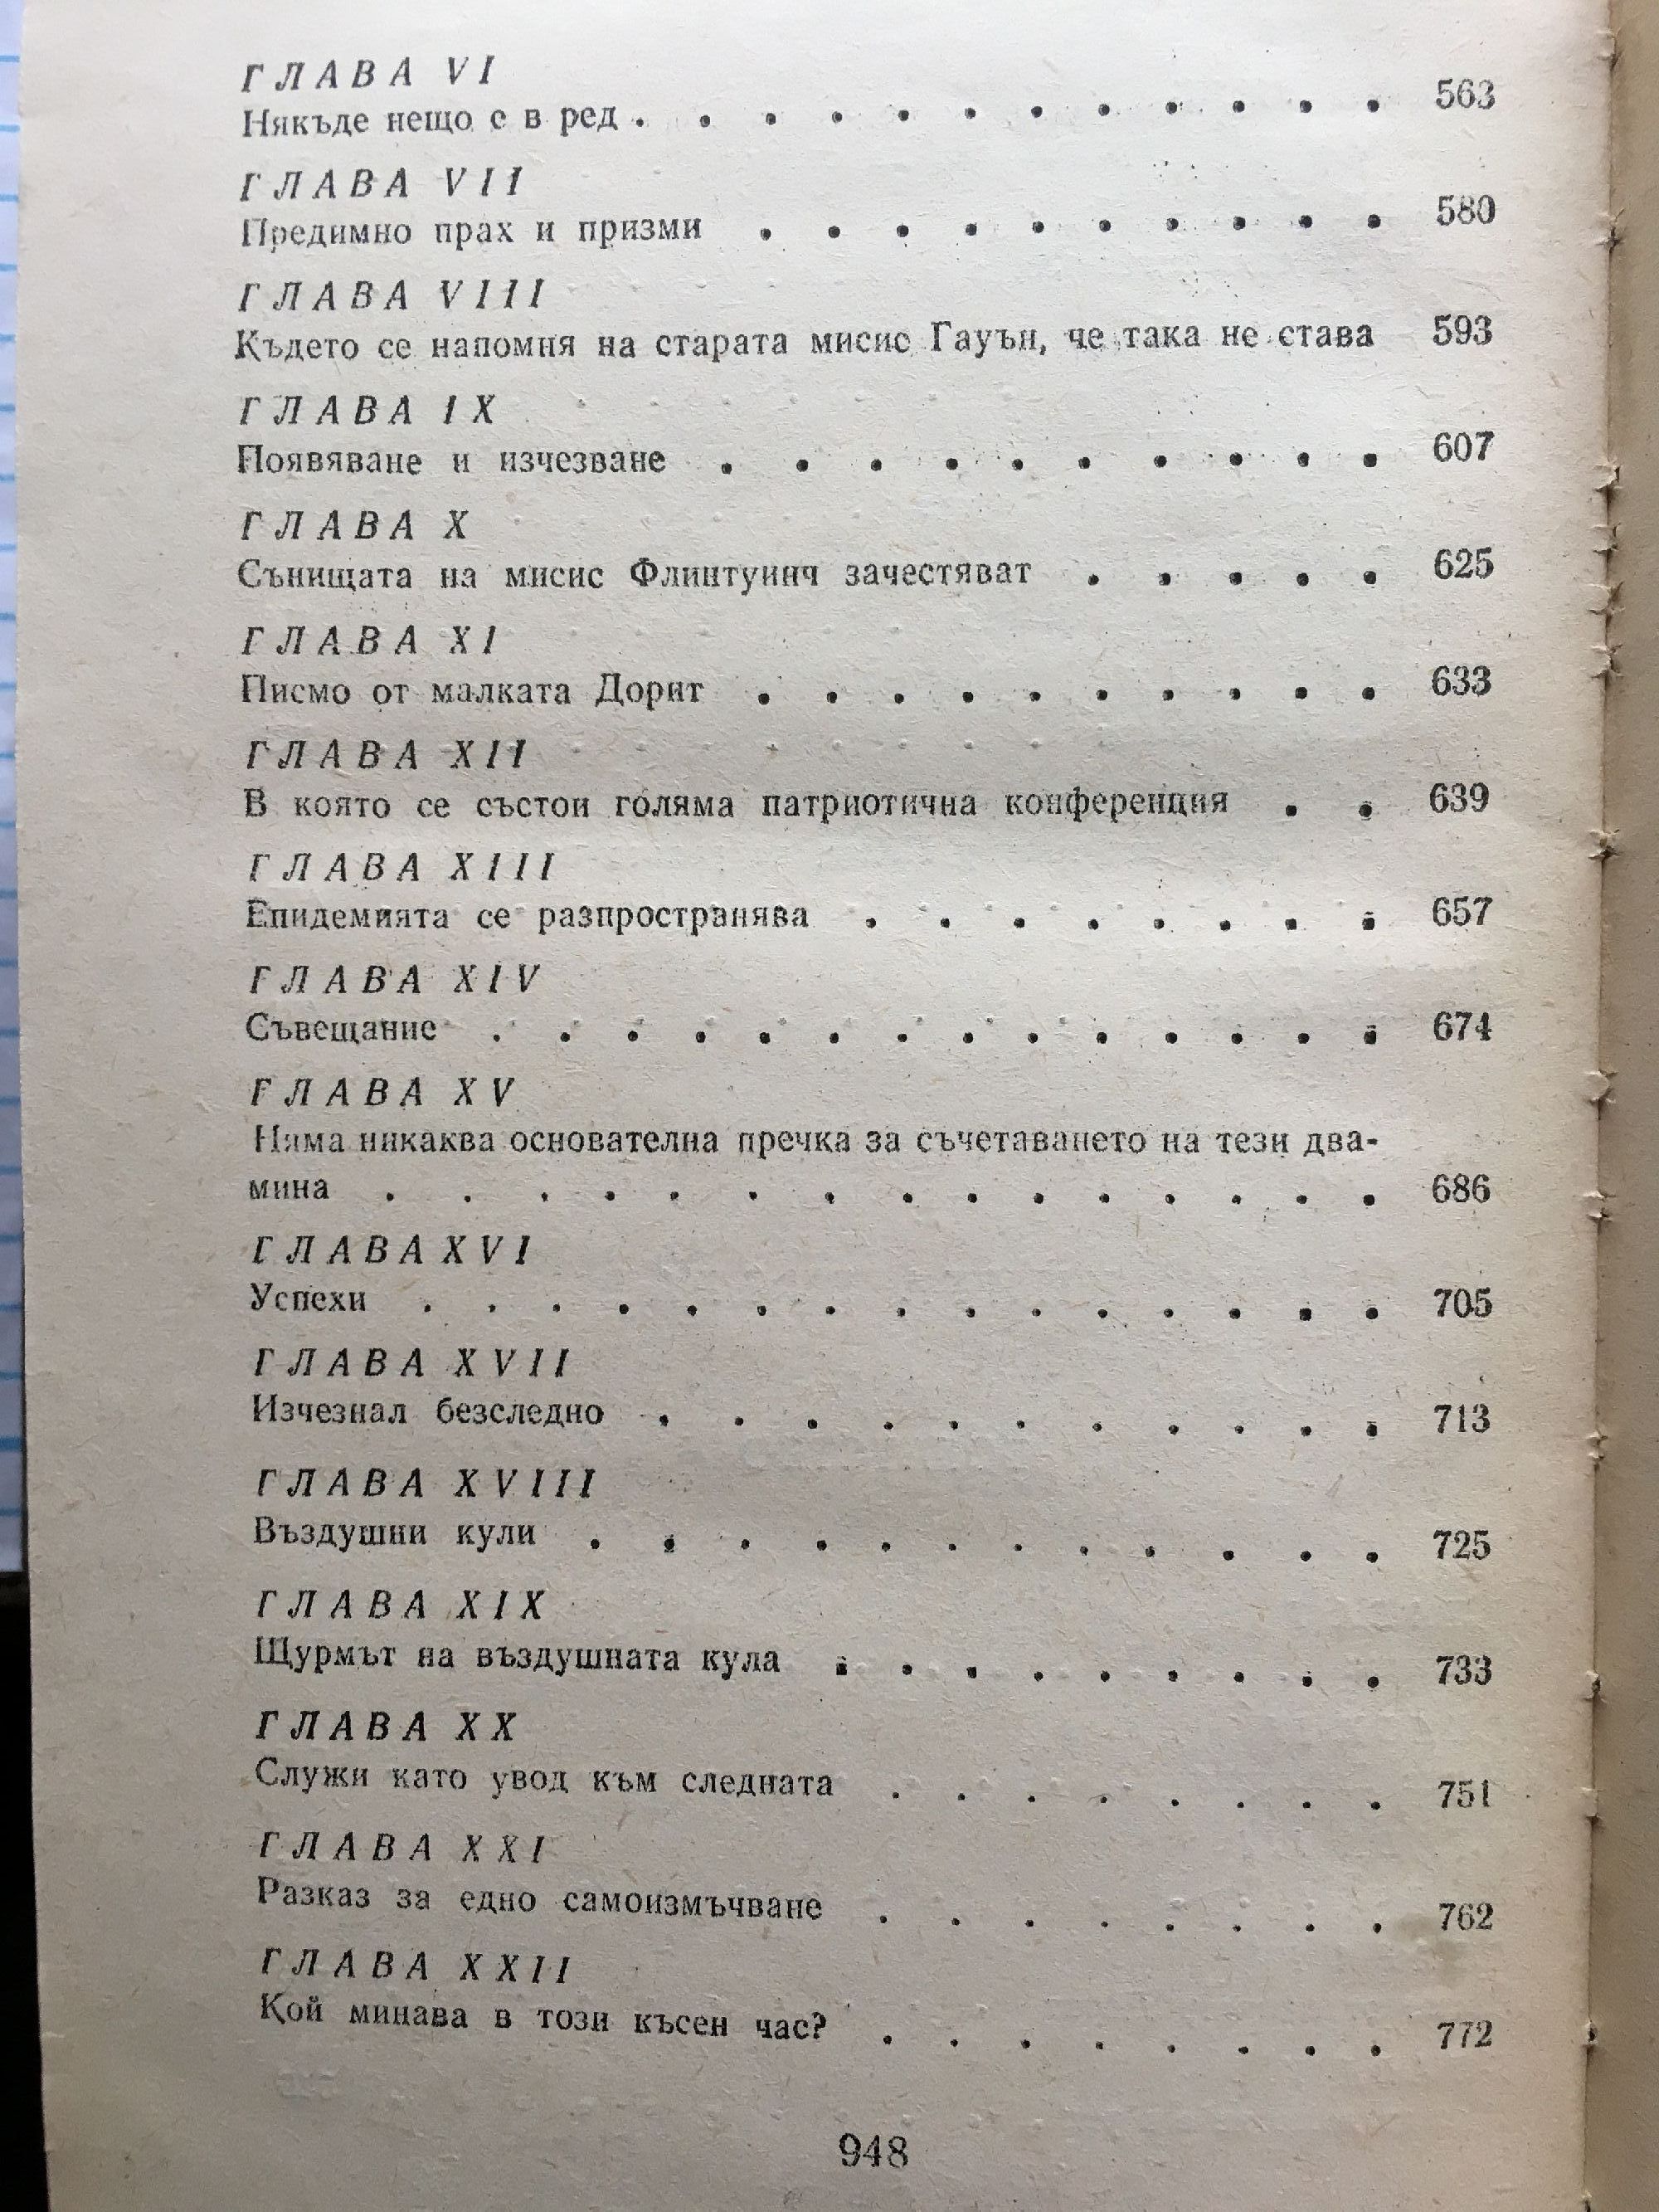 ГЛАВА VI
Някъде нещо е в ред . . . . . . . . . . . . 563
ГЛАВА VII
Предимно прах и призми . . . . . . . . . . 580
ГЛАВА VIII
Където се напомня на старата мисис Гауън, че така не става 593
ГЛАВА IX
Появяване и изчезване . . . . . . . . . . 607
ГЛАВА X
Сънищата на мисис Флинтуинч зачестяват . . . . . 625
ГЛАВА XI
Писмо от малката Дорит . . . . . . . . . . 633
ГЛАВА XII
В която се състои голяма патриотична конференция . . 639
ГЛАВА XIII
Епидемията се разпространява . . . . . . . . 657
ГЛАВА XIV
Съвещание . . . . . . . . . . . . . . 674
ГЛАВА XV
Няма никаква основателна пречка за съчетаването на тези два-
мина . . . . . . . . . . . . . . . 686
ГЛАВА XVI
Успехи . . . . . . . . . . . . . . . 705
ГЛАВА XVII
Изчезнал безследно . . . . . . . . . . . 713
ГЛАВА XVIII
Въздушни кули . . . . . . . . . . . . 725
ГЛАВА XIX
Щурмът на въздушната кула . . . . . . . . . 733
ГЛАВА XX
Служи като увод към следната . . . . . . . . 751
ГЛАВА XXI
Разказ за едно самоизмъчване . . . . . . . . 762
ГЛАВА XXII
Кой минава в този късен час? . . . . . . . . 772
948